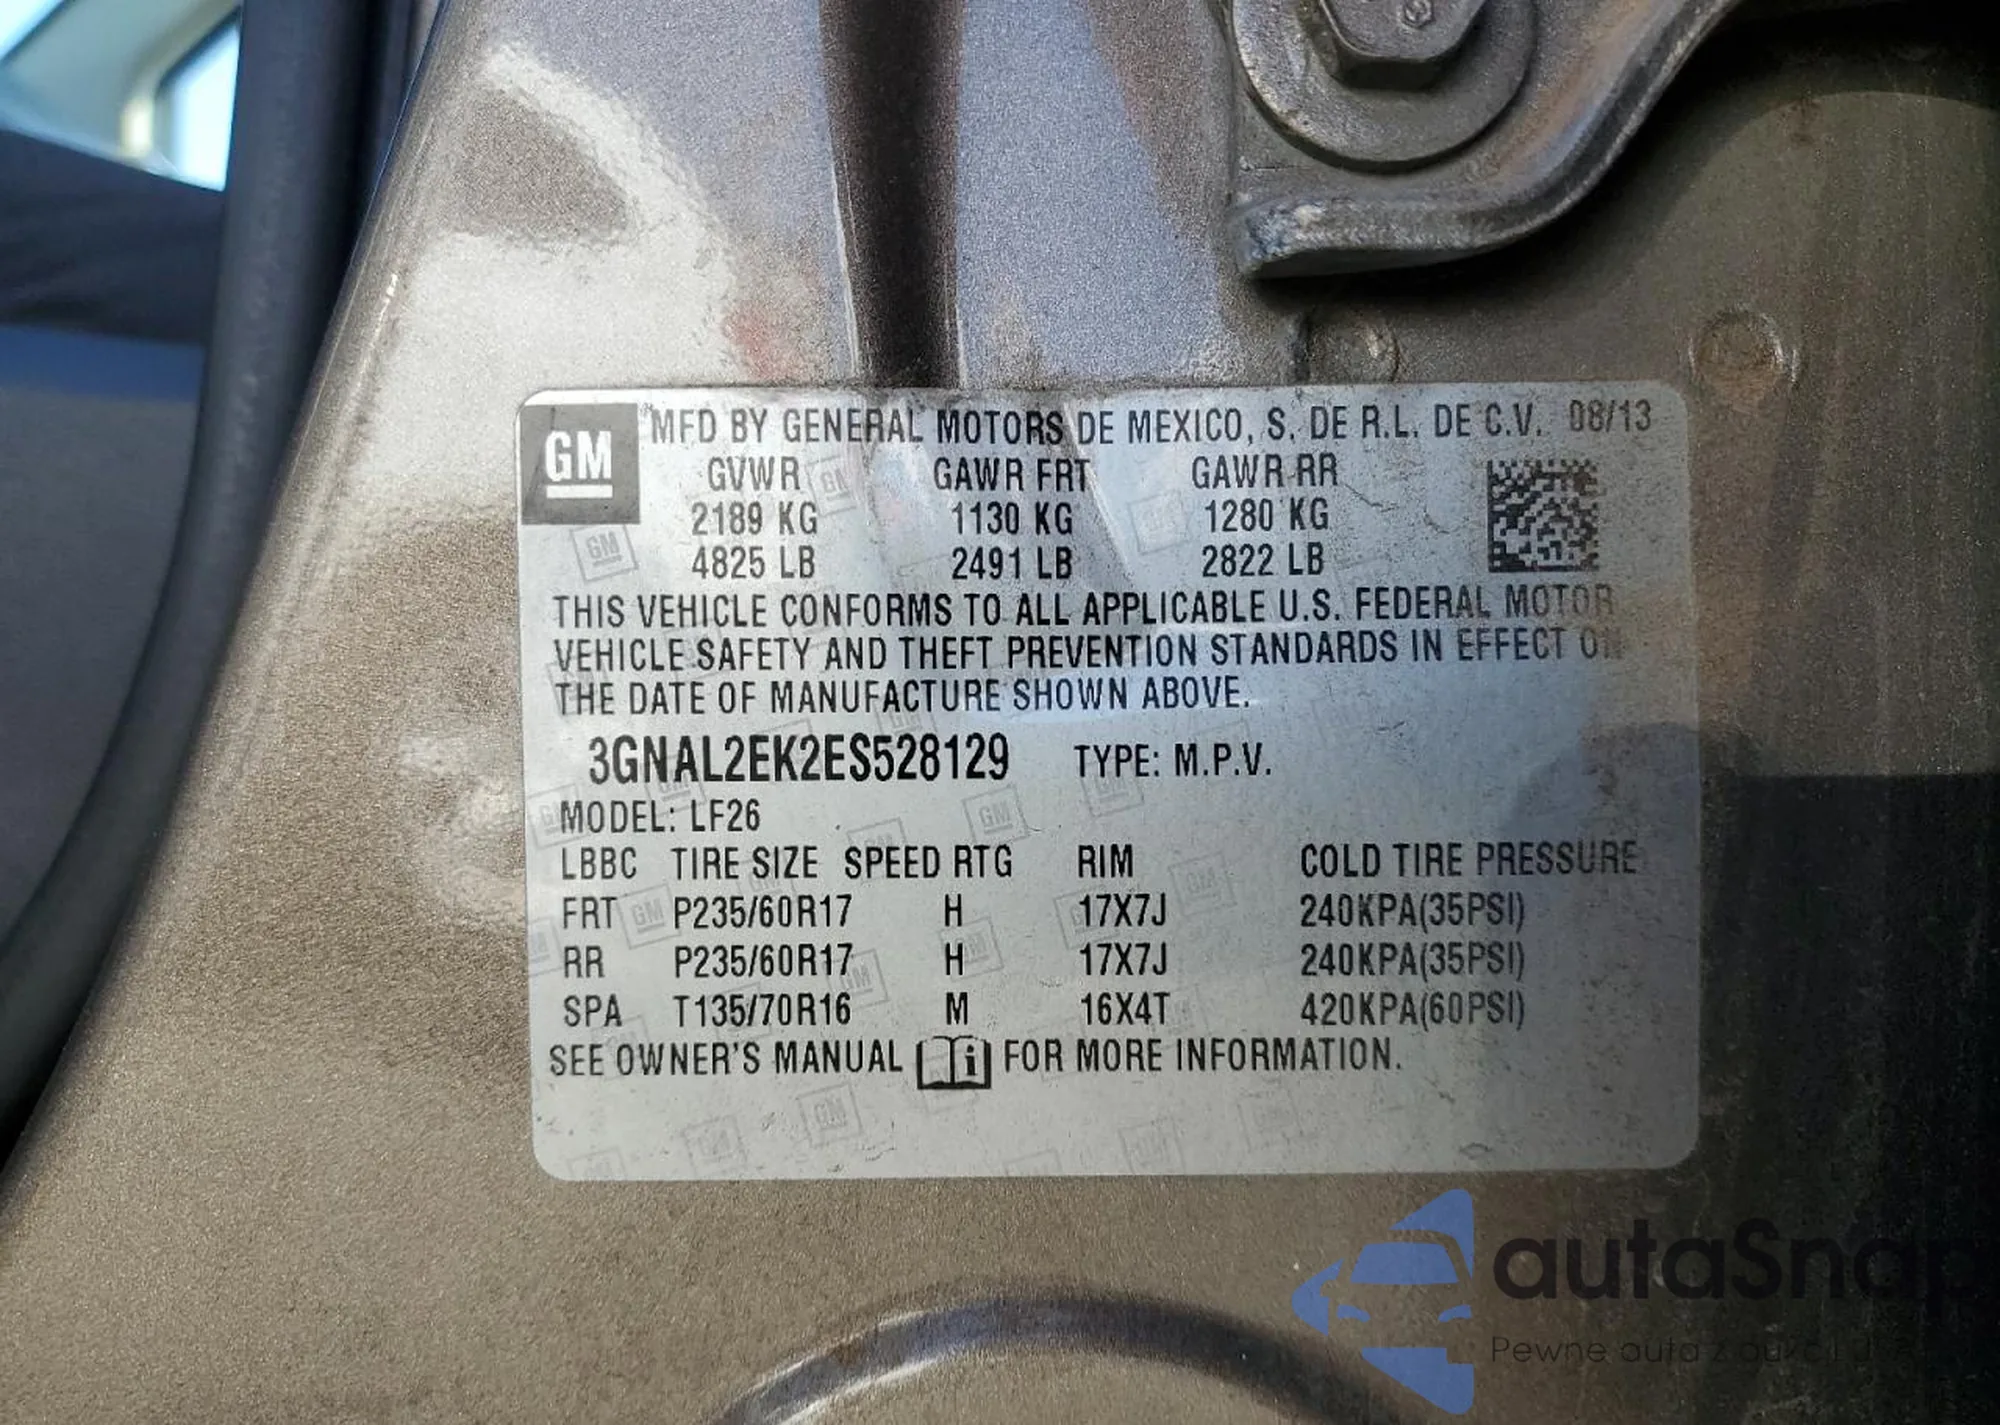 GM
MFD BY GENERAL MOTORS DE MEXICO, S. DE R.L. DE C.V. 08/13
GVWR GAWR FRT GAWR RR
2189 KG 1130 KG 1280 KG
4825 LB 2491 LB 2822 LB
THIS VEHICLE CONFORMS TO ALL APPLICABLE U.S. FEDERAL MOTOR
VEHICLE SAFETY AND THEFT PREVENTION STANDARDS IN EFFECT ON
THE DATE OF MANUFACTURE SHOWN ABOVE.
3GNAL2EK2ES528129 TYPE: M.P.V.
MODEL: LF26
LBBC TIRE SIZE SPEED RTG RIM COLD TIRE PRESSURE
FRT P235/60R17 H 17X7J 240KPA(35PSI)
RR P235/60R17 H 17X7J 240KPA(35PSI)
SPA T135/70R16 M 16X4T 420KPA(60PSI)
SEE OWNER'S MANUAL i FOR MORE INFORMATION.
autaSnap
Pewne auta z aukcji